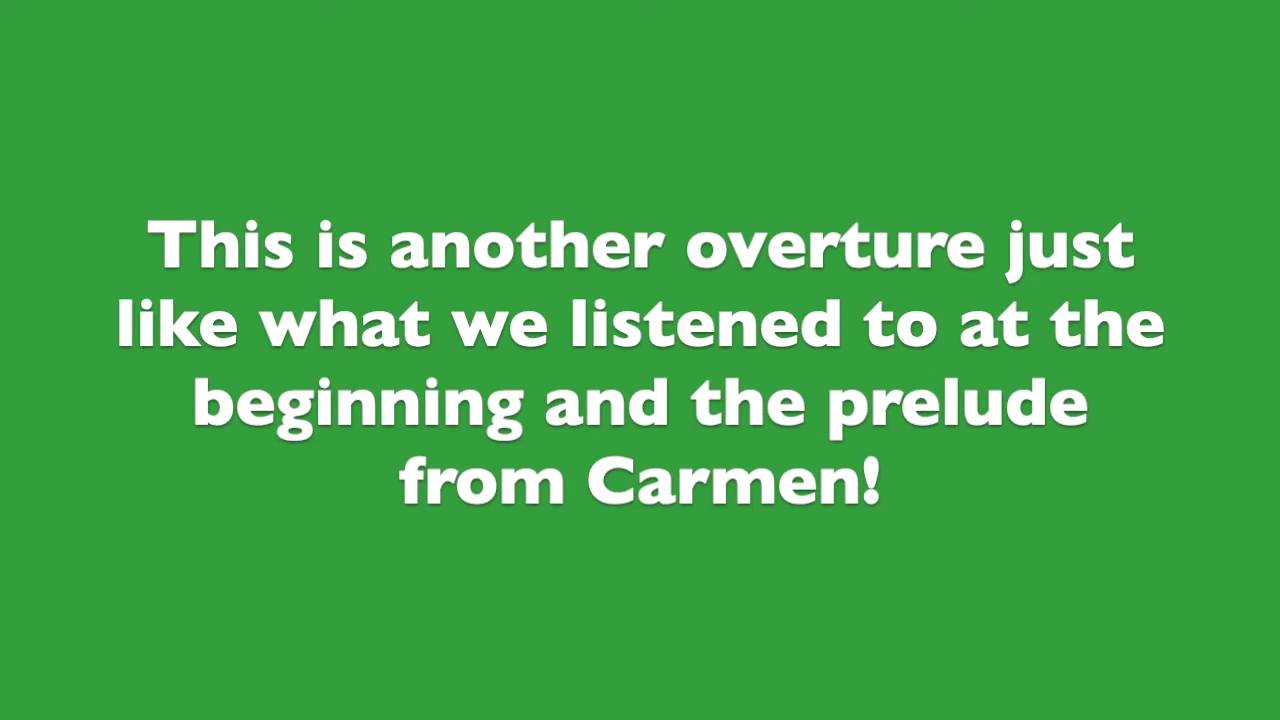 This is another overture just
like what we listened to at the
beginning and the prelude
from Carmen!